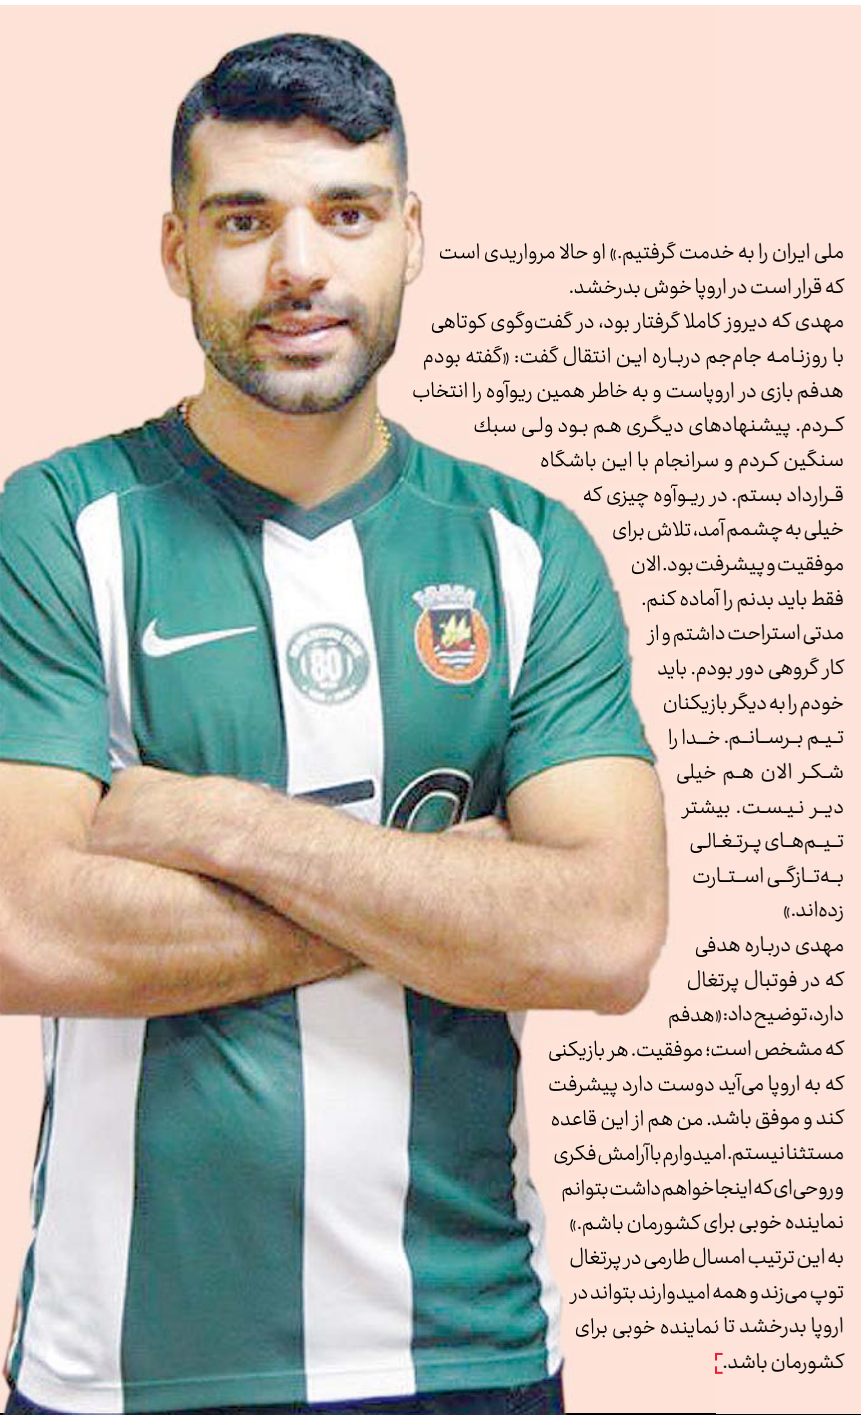 ملی ایران را به خدمت گرفتیم.» او حالا مرواریدی است
که قرار است در اروپا خوش بدرخشد.
مهدی که دیروز کاملا گرفتار بود، در گفت‌وگوی کوتاهی
با روزنامه جام‌جم درباره این انتقال گفت: «گفته بودم
هدفم بازی در اروپاست و به خاطر همین ریوآوه را انتخاب
کردم. پیشنهادهای دیگری هم بود ولی سبك
سنگین کردم و سرانجام با این باشگاه
قرارداد بستم. در ریوآوه چیزی که
خیلی به چشمم آمد، تلاش برای
موفقیت و پیشرفت بود. الان
فقط باید بدنم را آماده کنم.
مدتی استراحت داشتم و از
کار گروهی دور بودم. باید
خودم را به دیگر بازیکنان
تیم برسانم. خدا را
شکر الان هم خیلی
دیر نیست. بیشتر
تیم‌های پرتغالی
به‌تازگی استارت
زده‌اند.»
مهدی درباره هدفی
که در فوتبال پرتغال
دارد، توضیح داد: «هدفم
که مشخص است؛ موفقیت. هر بازیکنی
که به اروپا می‌آید دوست دارد پیشرفت
کند و موفق باشد. من هم از این قاعده
مستثنا نیستم. امیدوارم با آرامش فکری
و روحی‌ای که اینجا خواهم داشت بتوانم
نماینده خوبی برای کشورمان باشم.»
به این ترتیب امسال طارمی در پرتغال
توپ می‌زند و همه امیدوارند بتواند در
اروپا بدرخشد تا نماینده خوبی برای
کشورمان باشد.
80